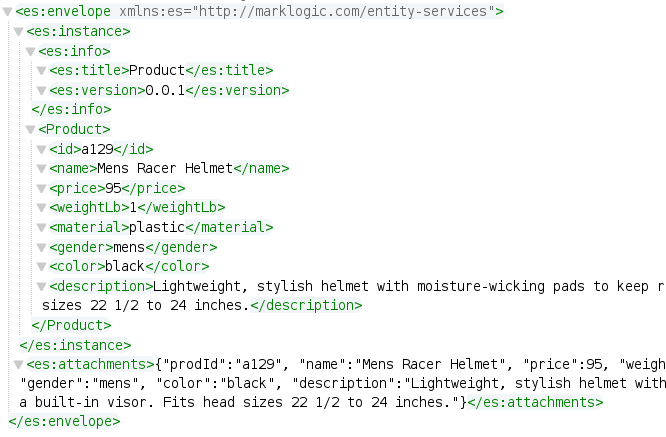 <es:envelope xmlns:es="http://marklogic.com/entity-services">
<es:instance>
<es:info>
<es:title>Product</es:title>
<es:version>0.0.1</es:version>
</es:info>
<Product>
<id>a129</id>
<name>Mens Racer Helmet</name>
<price>95</price>
<weightLb>1</weightLb>
<material>plastic</material>
<gender>mens</gender>
<color>black</color>
<description>Lightweight, stylish helmet with moisture-wicking pads to keep
sizes 22 1/2 to 24 inches.</description>
</Product>
</es:instance>
<es:attachments>{"prodId":"a129", "name":"Mens Racer Helmet", "price":95,
"gender":"mens", "color":"black", "description":"Lightweight, stylish helmet with
a built-in visor. Fits head sizes 22 1/2 to 24 inches."}</es:attachments>
</es:envelope>